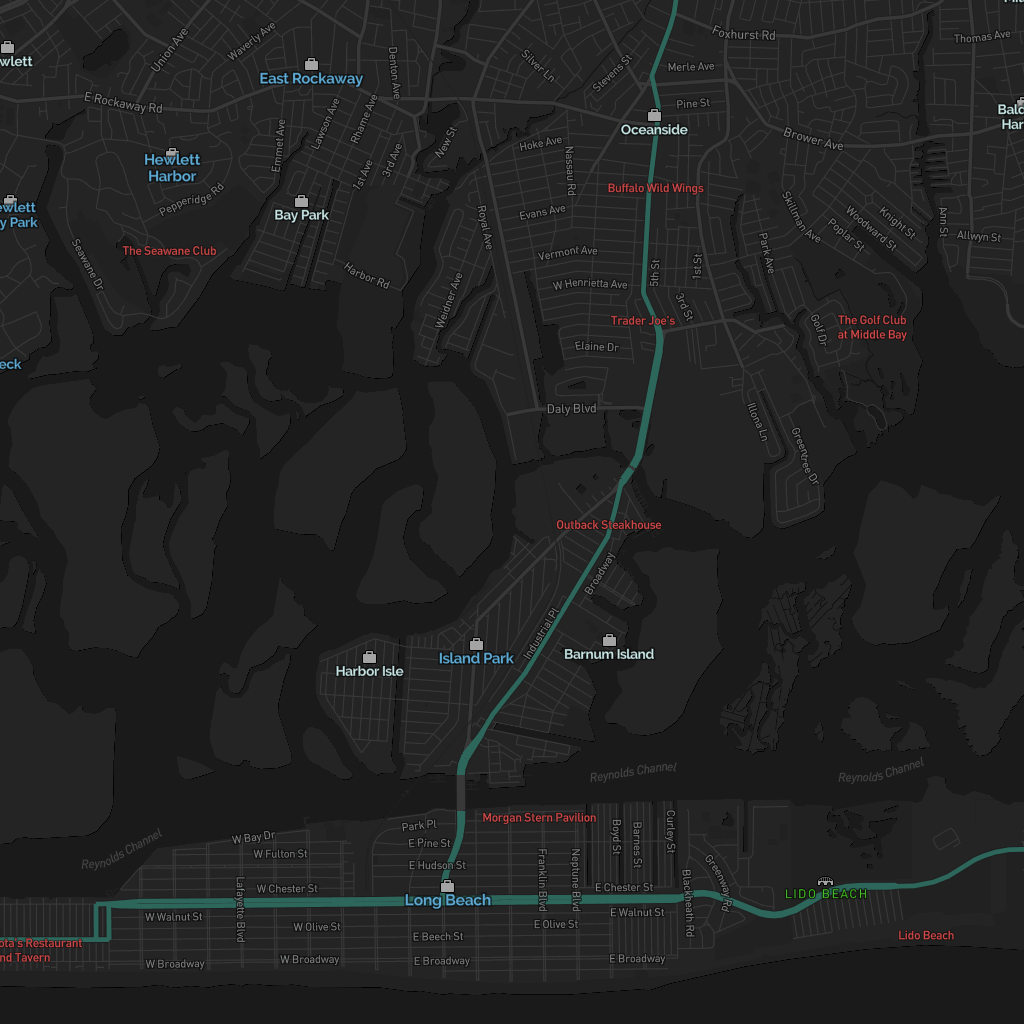 Foxhurst Rd
Thomas Ave
Union Ave
Waverly Ave
Denton Ave
Silver Ln
Stevens St
Merle Ave
East Rockaway
E Rockaway Rd
Pine St
Oceanside
Lawson Ave
Rhame Ave
Emmet Ave
New St
Hoke Ave
Brower Ave
Hewlett
Harbor
1st Ave
3rd Ave
Nassau Rd
Pepperidge Rd
Buffalo Wild Wings
Bay Park
Evans Ave
Skillman Ave
Knight St
Woodward St
Poplar St
Ann St
Allwyn St
y Park
The Seawane Club
Seawane Dr
Royal Ave
Vermont Ave
Park Ave
1st St
5th St
Harbor Rd
W Henrietta Ave
Weidner Ave
3rd St
Trader Joe's
Golf Dr
The Golf Club
at Middle Bay
Elaine Dr
Daly Blvd
Illona Ln
Greentree Dr
Outback Steakhouse
Broadway
Industrial Pl
Island Park
Barnum Island
Harbor Isle
Reynolds Channel
Reynolds Channel
Reynolds Channel
Morgan Stern Pavilion
Park Pl
W Bay Dr
E Pine St
W Fulton St
E Hudson St
Boyd St
Barnes St
Curley St
Franklin Blvd
Neptune Blvd
Greenway Rd
Blackheath Rd
W Chester St
E Chester St
Long Beach
LIDO BEACH
Lafayette Blvd
W Walnut St
E Walnut St
W Olive St
E Olive St
E Beech St
Lido Beach
's Restaurant
Tavern
W Broadway
W Broadway
E Broadway
E Broadway